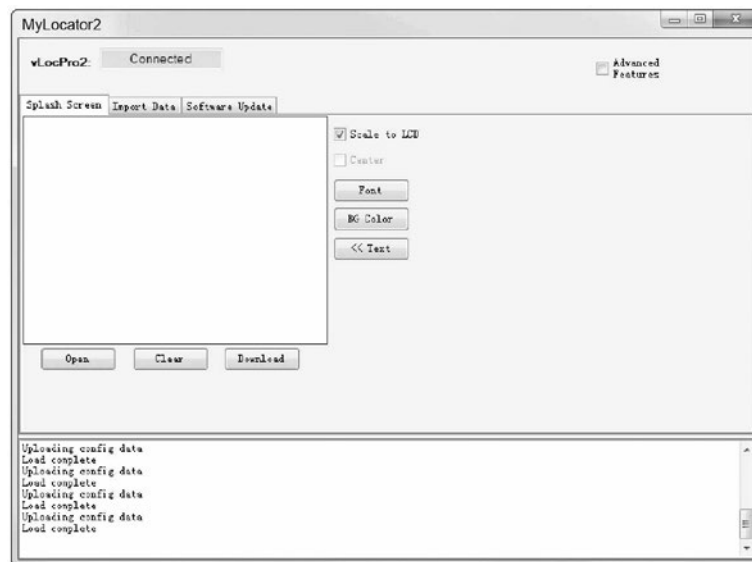 MyLocator2
vLocPro2: Connected
Advanced
Features
Splash Screen Import Data Software Update
Scale to LCD
Center
Font
BG Color
<< Text
Open Clear Download
Uploading config data
Load complete
Uploading config data
Load complete
Uploading config data
Load complete
Uploading config data
Load complete